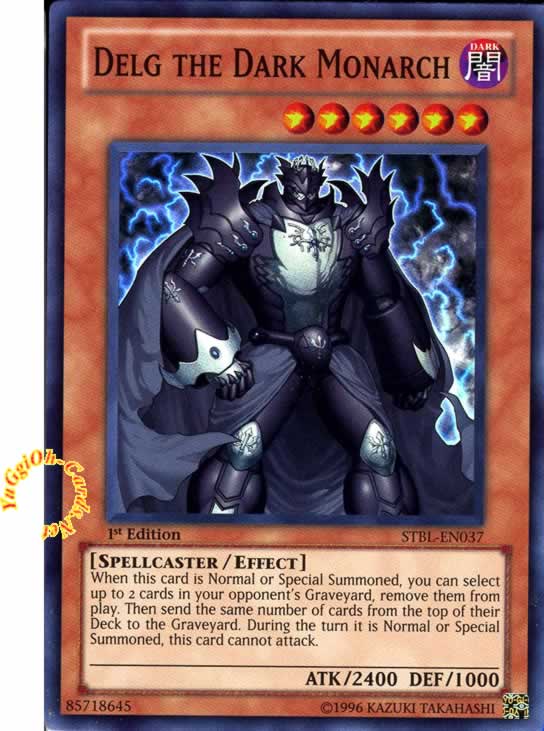 DELG THE DARK MONARCH
DARK
闇
1st Edition
STBL-EN037
[SPELLCASTER / EFFECT]
When this card is Normal or Special Summoned, you can select
up to 2 cards in your opponent's Graveyard, remove them from
play. Then send the same number of cards from the top of their
Deck to the Graveyard. During the turn it is Normal or Special
Summoned, this card cannot attack.
ATK/2400 DEF/1000
85718645
©1996 KAZUKI TAKAHASHI
YuGgiOh-Cards.Net